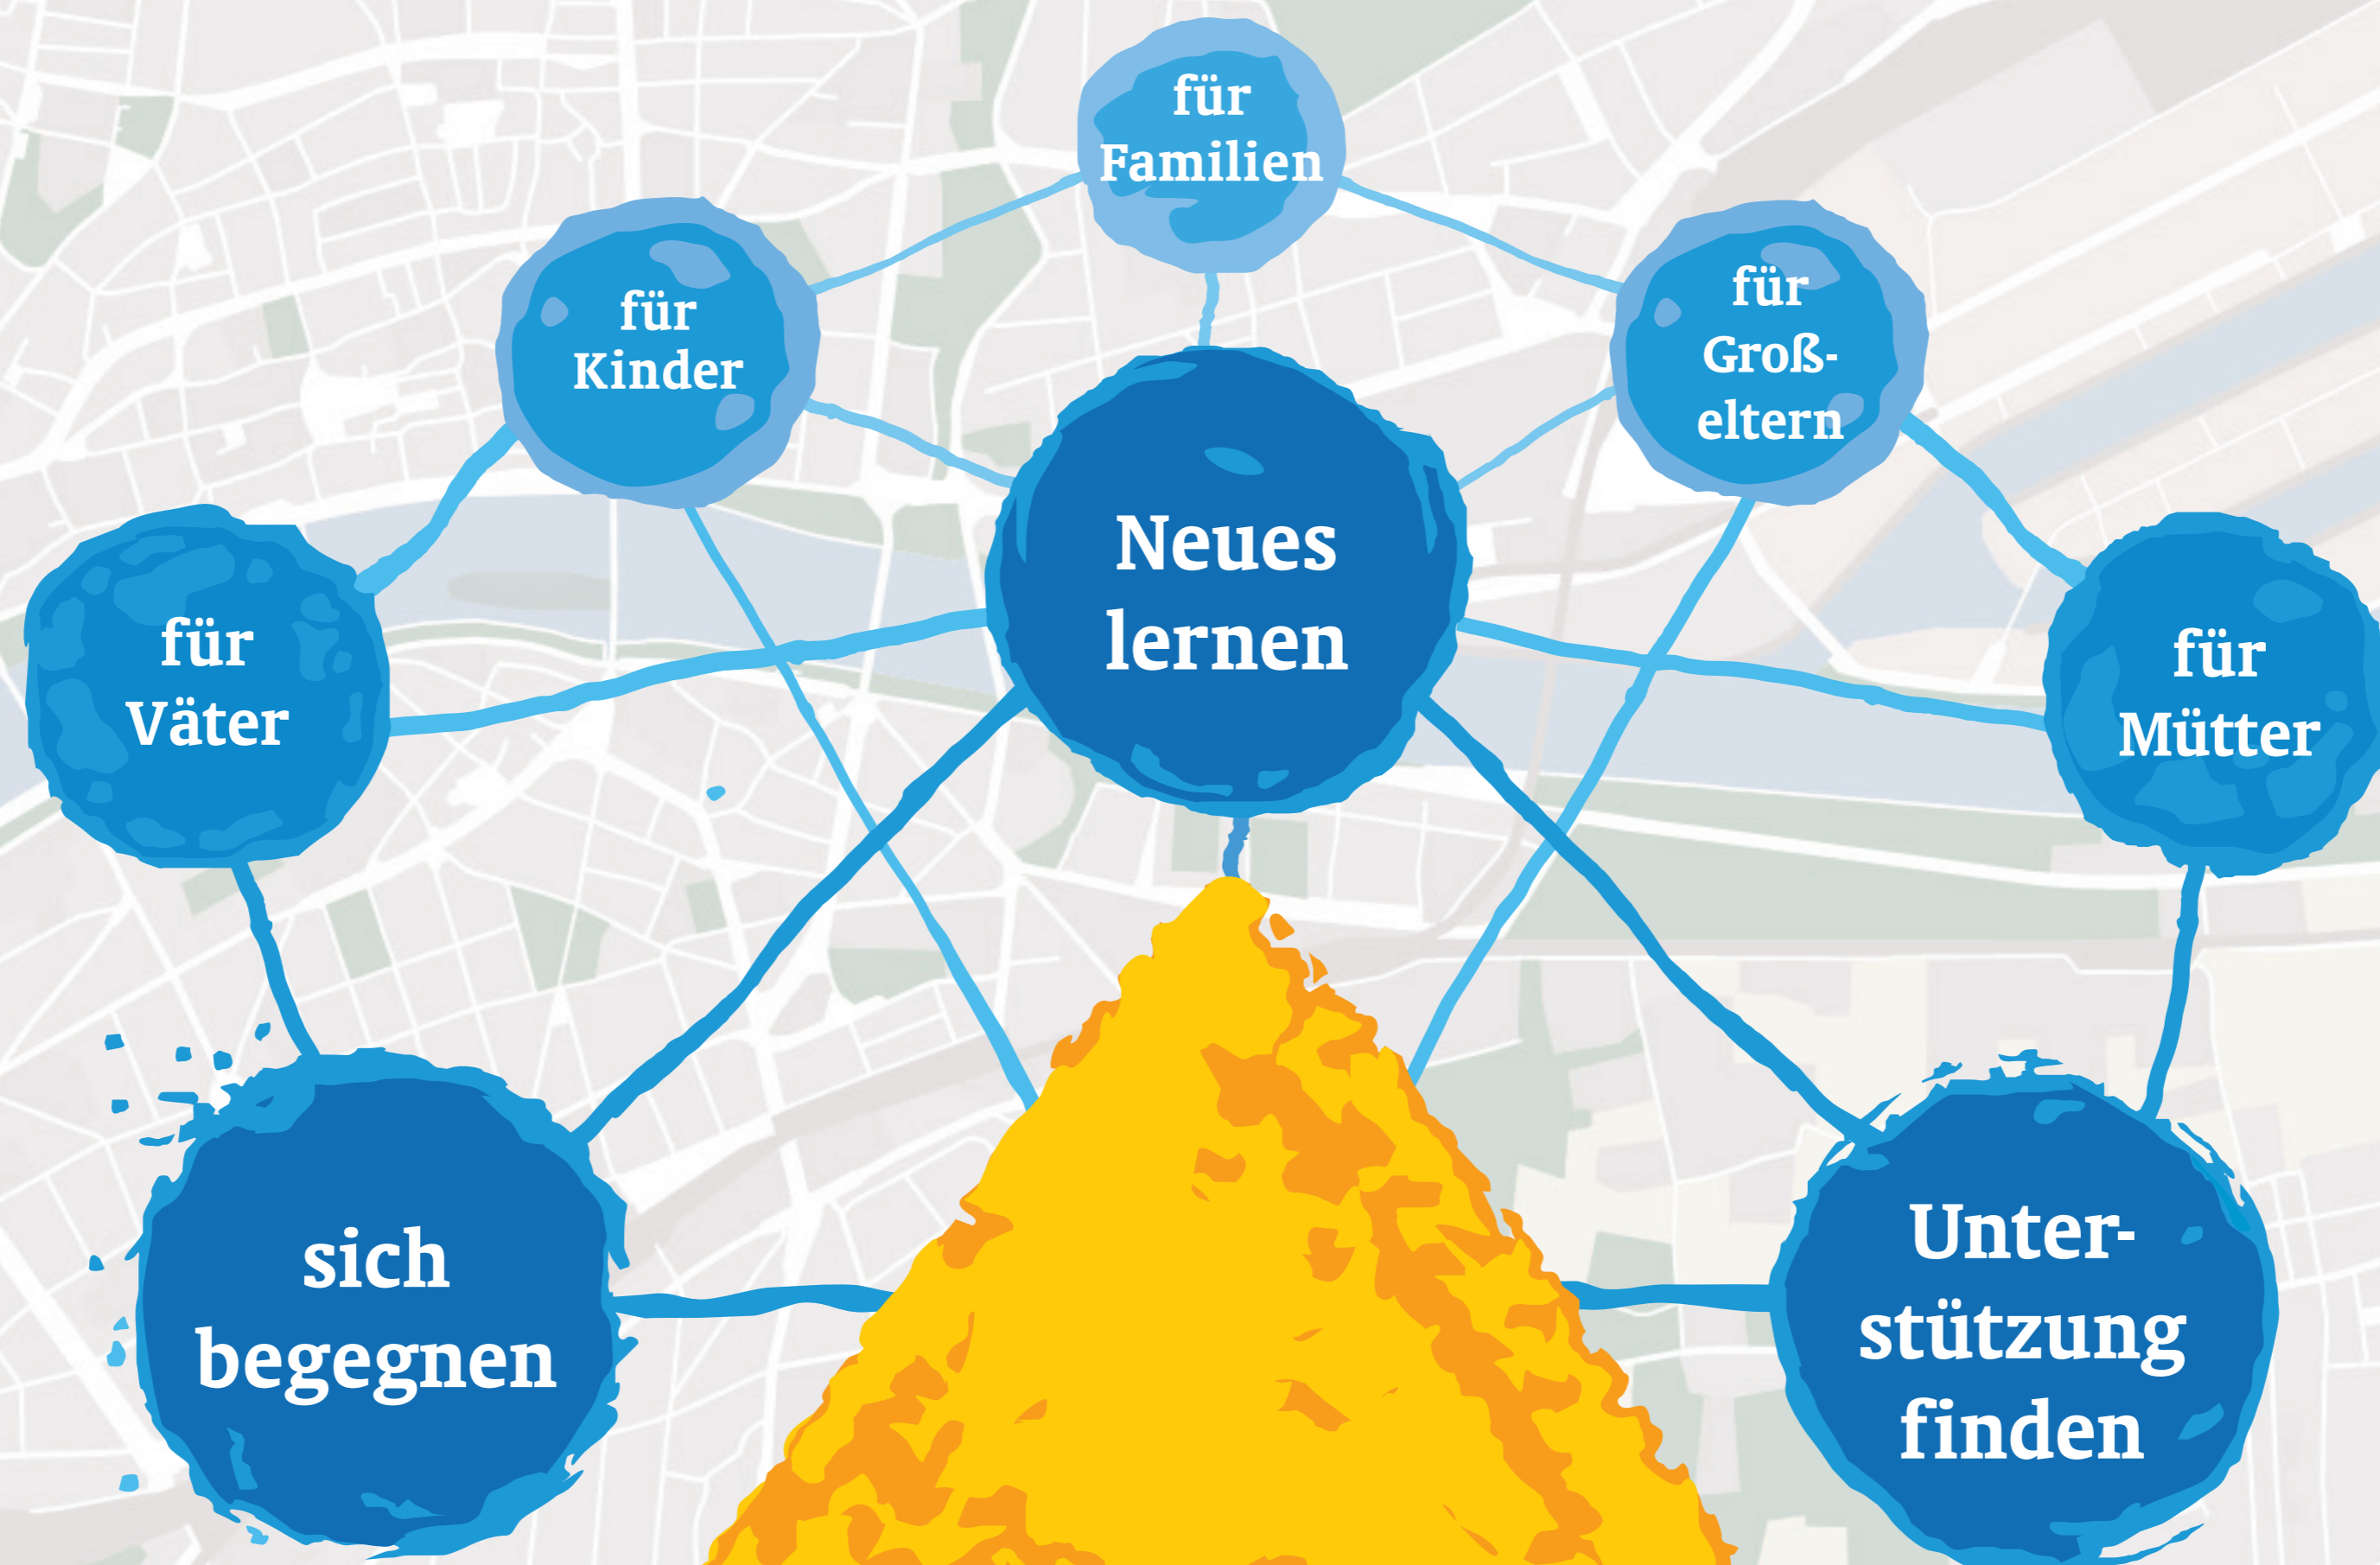 für
Familien
für
Kinder
für
Groß-
eltern
Neues
lernen
für
Väter
für
Mütter
sich
begegnen
Unter-
stützung
finden